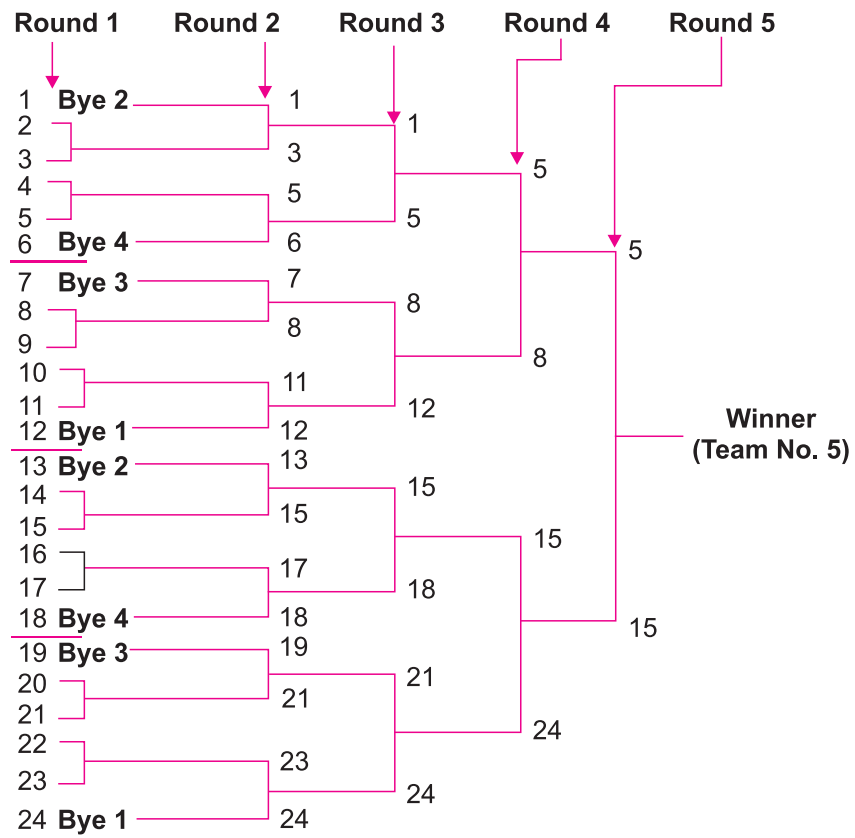 Round 1 Round 2 Round 3 Round 4 Round 5
1 Bye 2 1
2 1
3 3
4 5 5
5 5
6 Bye 4 6 5
7 Bye 3 7
8 8 8
9
10 11 8
11 12
12 Bye 1 12
13 Bye 2 13
14 15
15 15
16 17 15
17 18
18 Bye 4 18 15
19 Bye 3 19
20 21
21 21
22 23 24
23 24
24 Bye 1 24
Winner
(Team No. 5)